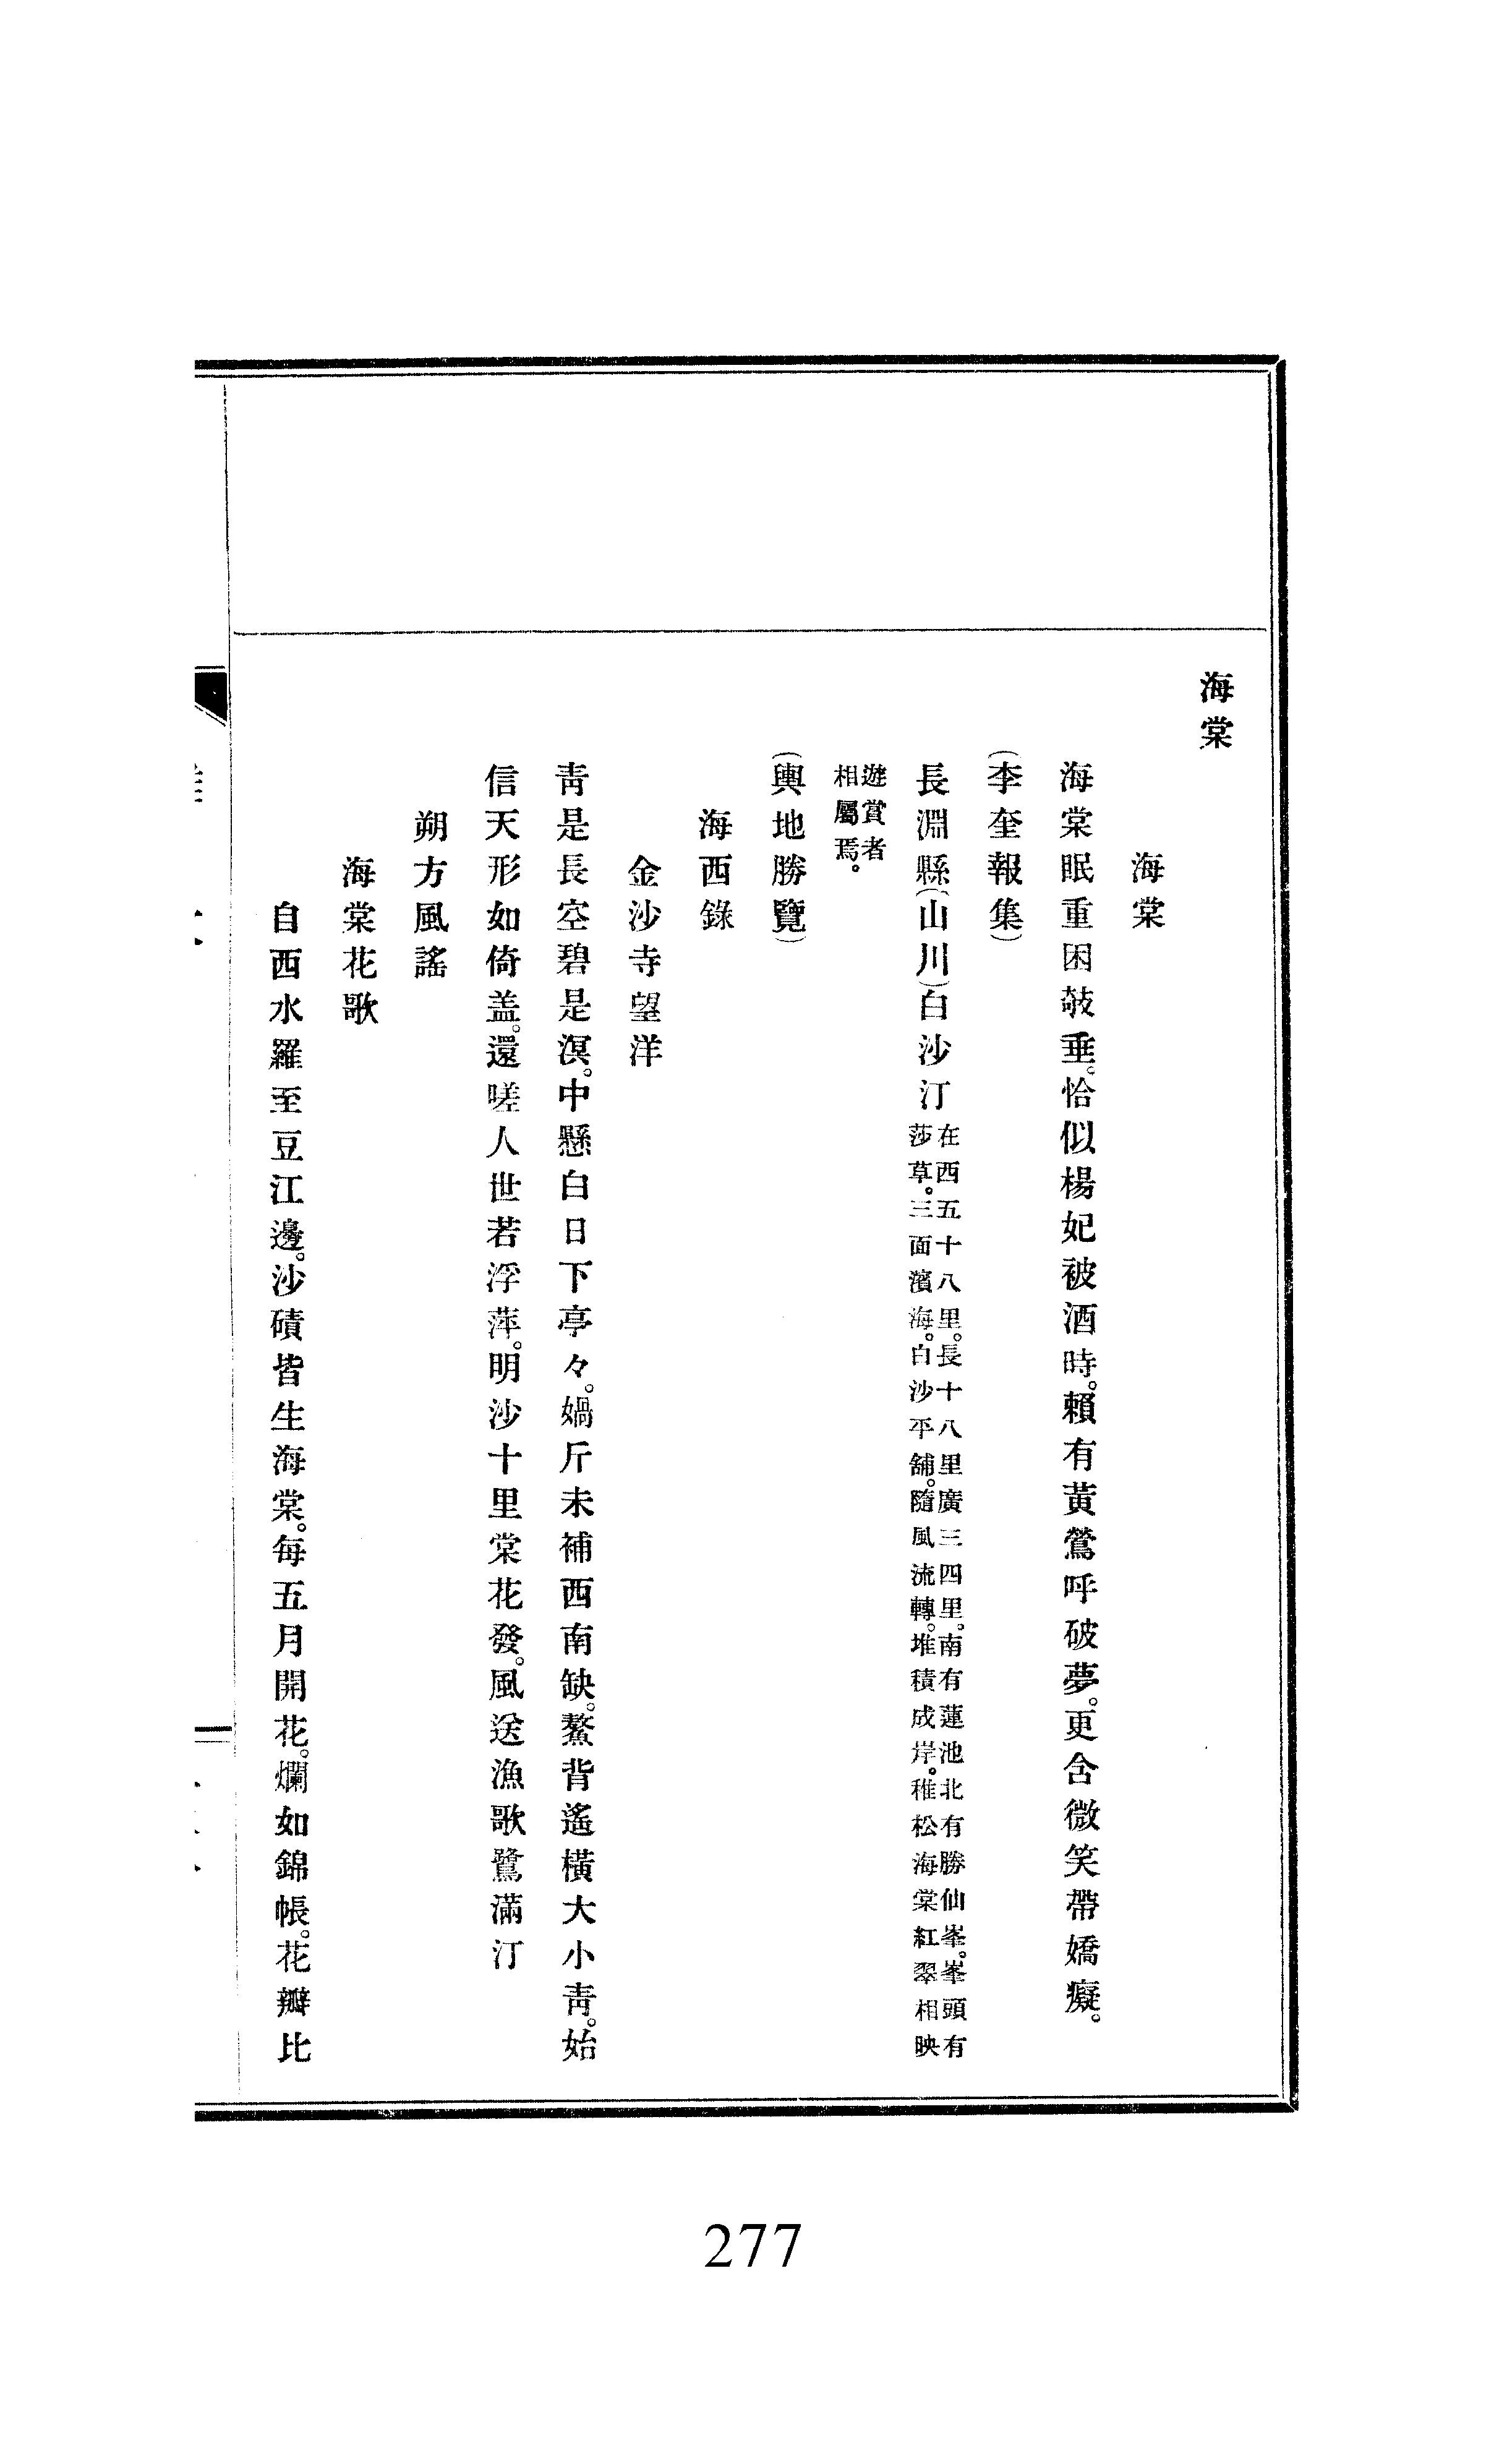 海棠
海棠
海棠眠重困攲垂。恰似楊妃被酒時。賴有黃鶯呼破夢。更含微笑帶嬌癡。
(李奎報集)
長淵縣(山川)白沙汀
在西五十八里。長十八里廣三四里。南有蓮池北有勝仙峯。峯頭有
莎草。三面濱海。白沙平舖。隨風流轉。堆積成岸。稚松海棠紅翠相映
遊賞者
相屬焉。
(輿地勝覽)
海西錄
金沙寺望洋
靑是長空碧是溟。中懸白日下亭々。媧斤未補西南缺。鰲背遙橫大小靑。始
信天形如倚盖。還嗟人世若浮萍。明沙十里棠花發。風送漁歌鷺滿汀
朔方風謠
海棠花歌
自西水羅至豆江邊。沙磧皆生海棠。每五月開花。爛如錦帳。花瓣比
277